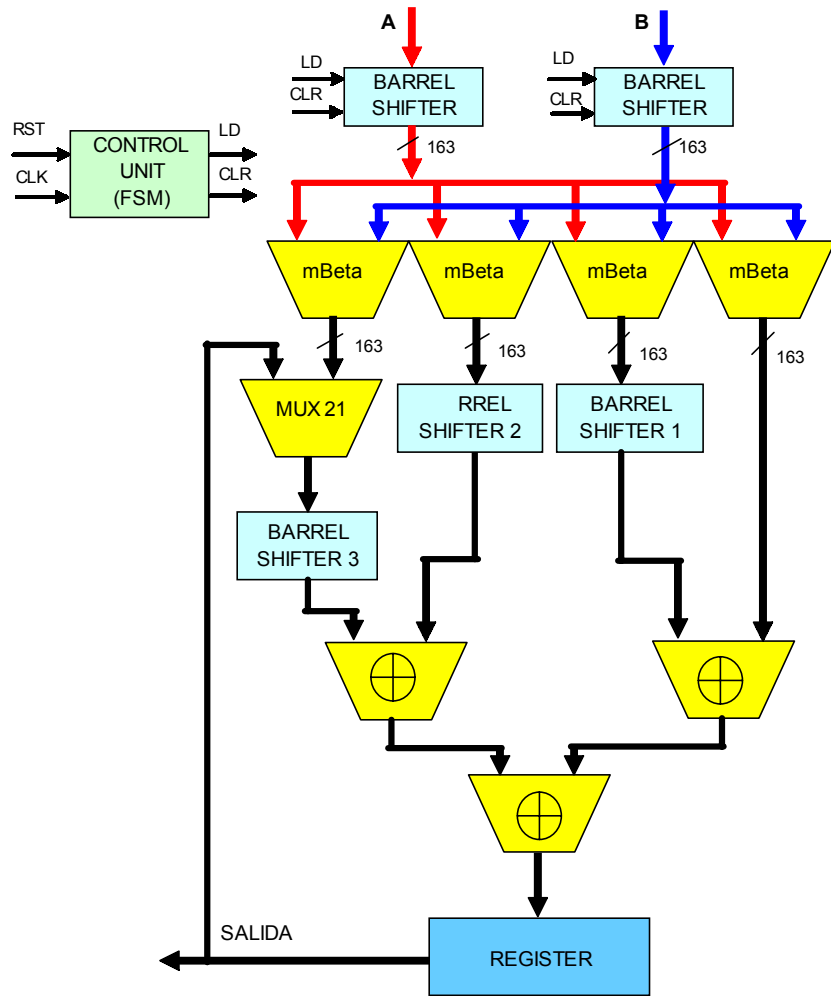 A
B
LD
CLR
BARREL
SHIFTER
LD
CLR
BARREL
SHIFTER
RST
CLK
CONTROL
UNIT
(FSM)
LD
CLR
163
163
mBeta
mBeta
mBeta
mBeta
163
163
163
163
MUX 21
RREL
SHIFTER 2
BARREL
SHIFTER 1
BARREL
SHIFTER 3
SALIDA
REGISTER